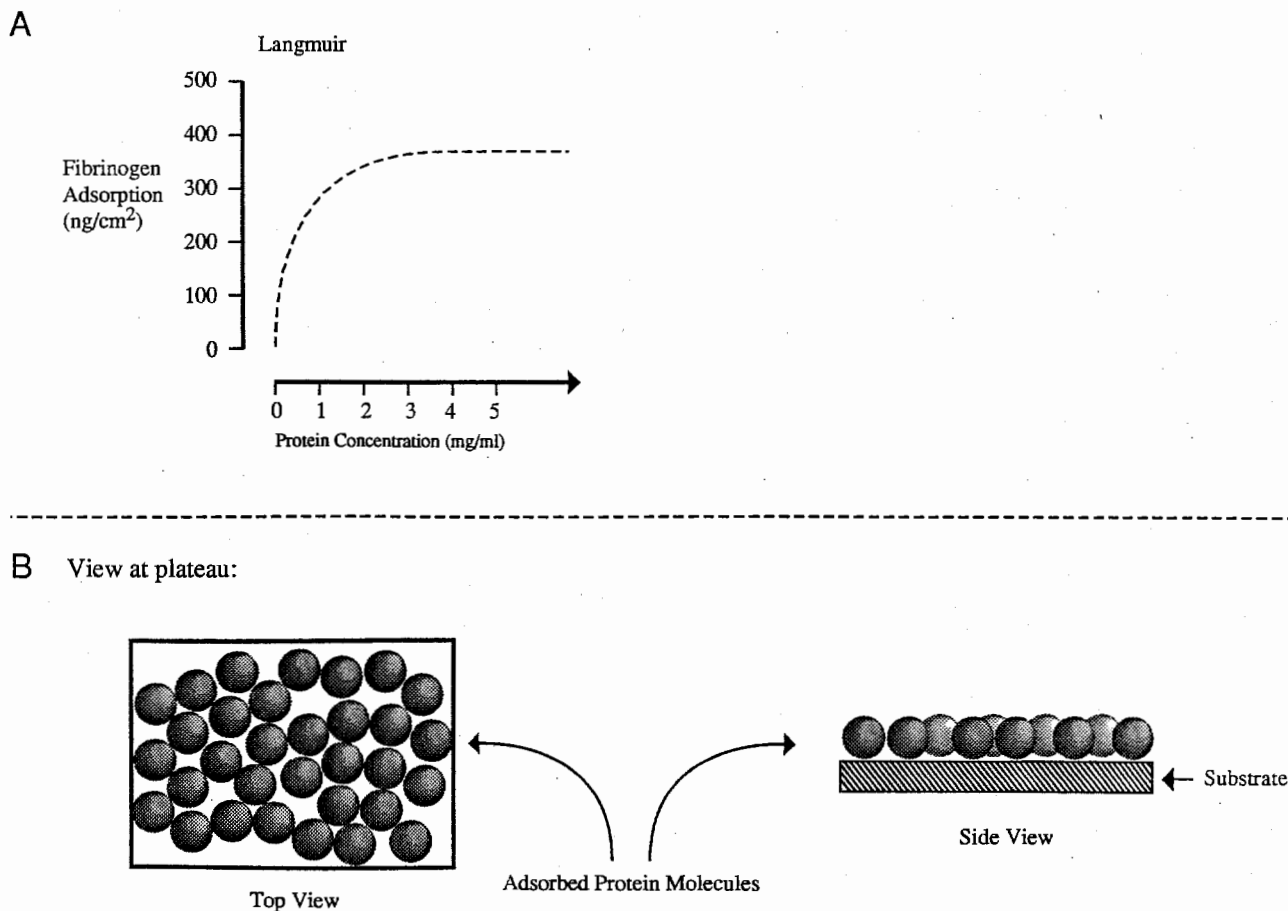 A
Langmuir
500
400
300
200
100
0
Fibrinogen
Adsorption
(ng/cm²)
0 1 2 3 4 5
Protein Concentration (mg/ml)
B View at plateau:
Substrate
Side View
Adsorbed Protein Molecules
Top View